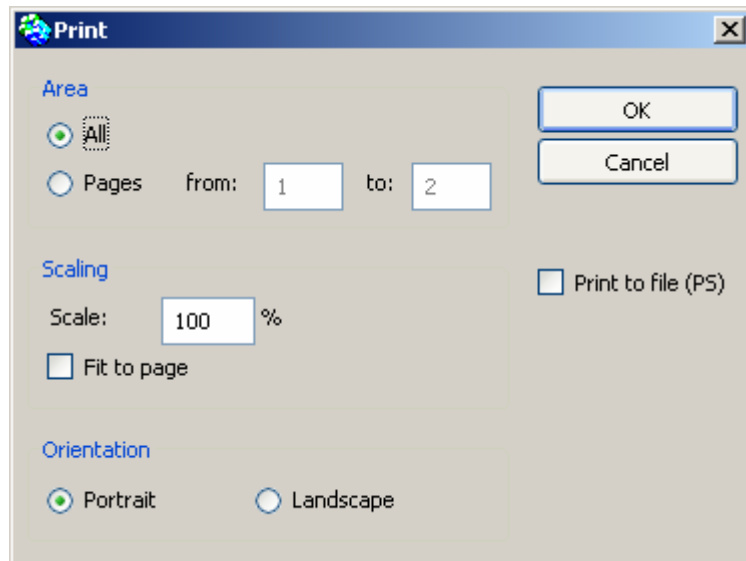 Print
Area
OK
All
Cancel
Pages from: 1 to: 2
Scaling
Print to file (PS)
Scale: 100 %
Fit to page
Orientation
Portrait Landscape